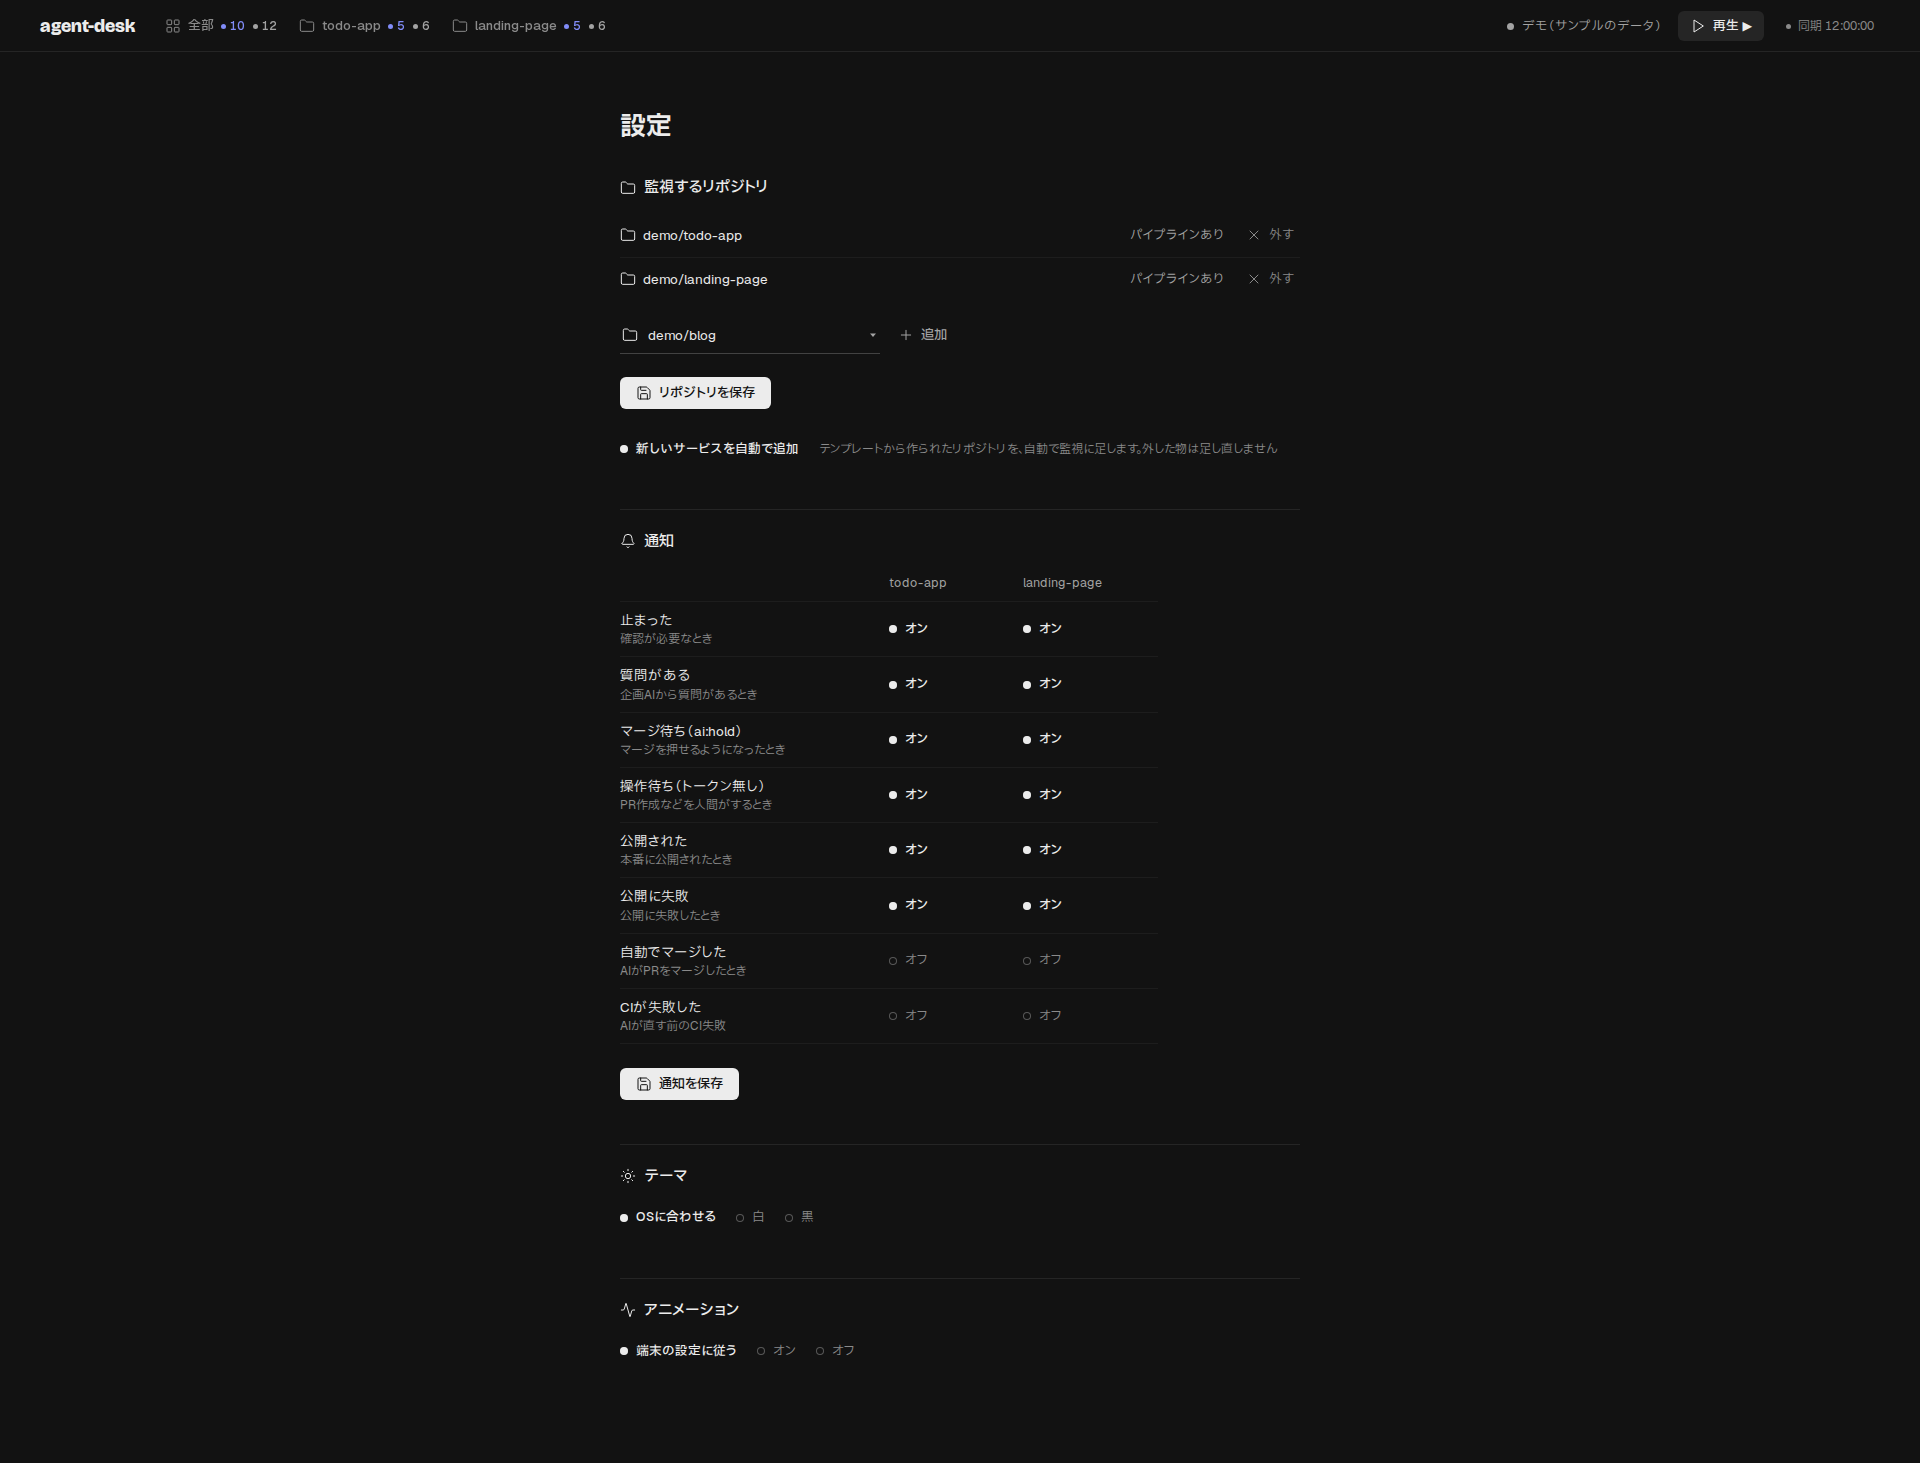 agent-desk 全部 10 12 todo-app 5 6 landing-page 5 6 デモ(サンプルのデータ) 再生 ▶ 同期 12:00:00
設定
監視するリポジトリ
demo/todo-app パイプラインあり × 外す
demo/landing-page パイプラインあり × 外す
demo/blog + 追加
リポジトリを保存
新しいサービスを自動で追加 テンプレートから作られたリポジトリを、自動で監視に足します。外した物は足し直しません
通知
todo-app landing-page
止まった オン オン
確認が必要なとき
質問がある オン オン
企画AIから質問があるとき
マージ待ち(ai:hold) オン オン
マージを押せるようになったとき
操作待ち(トークン無し) オン オン
PR作成などを人間がするとき
公開された オン オン
本番に公開されたとき
公開に失敗 オン オン
公開に失敗したとき
自動でマージした オフ オフ
AIがPRをマージしたとき
CIが失敗した オフ オフ
AIが直す前のCI失敗
通知を保存
テーマ
OSに合わせる 白 黒
アニメーション
端末の設定に従う オン オフ